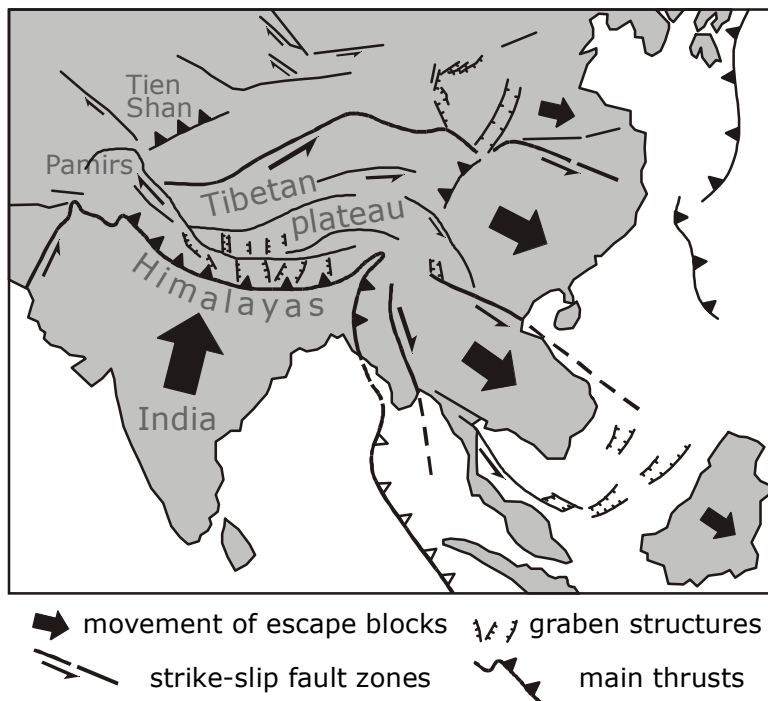 Tien
Shan
Pamirs
Tibetan
plateau
Himalayas
India
movement of escape blocks
graben structures
strike-slip fault zones
main thrusts